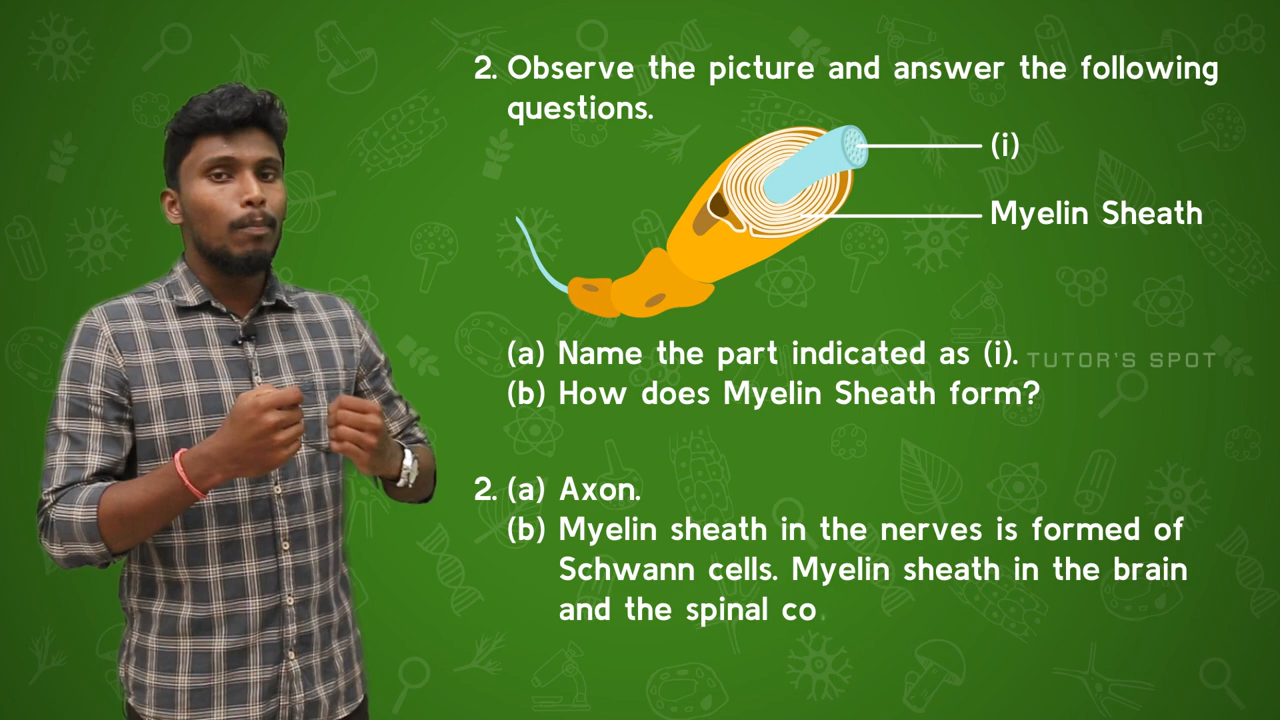 2. Observe the picture and answer the following
questions.
(i)
Myelin Sheath
(a) Name the part indicated as (i).
TUTOR'S SPOT
(b) How does Myelin Sheath form?
2. (a) Axon.
(b) Myelin sheath in the nerves is formed of
Schwann cells. Myelin sheath in the brain
and the spinal co